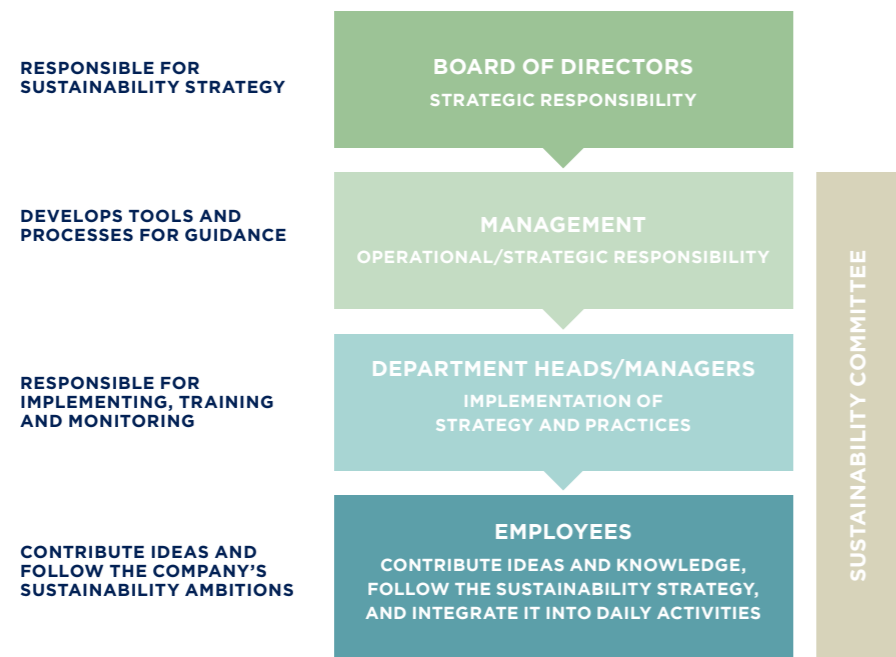 RESPONSIBLE FOR
SUSTAINABILITY STRATEGY
BOARD OF DIRECTORS
STRATEGIC RESPONSIBILITY
DEVELOPS TOOLS AND
PROCESSES FOR GUIDANCE
MANAGEMENT
OPERATIONAL/STRATEGIC RESPONSIBILITY
RESPONSIBLE FOR
IMPLEMENTING, TRAINING
AND MONITORING
DEPARTMENT HEADS/MANAGERS
IMPLEMENTATION OF
STRATEGY AND PRACTICES
CONTRIBUTE IDEAS AND
FOLLOW THE COMPANY’S
SUSTAINABILITY AMBITIONS
EMPLOYEES
CONTRIBUTE IDEAS AND KNOWLEDGE,
FOLLOW THE SUSTAINABILITY STRATEGY,
AND INTEGRATE IT INTO DAILY ACTIVITIES
SUSTAINABILITY COMMITTEE